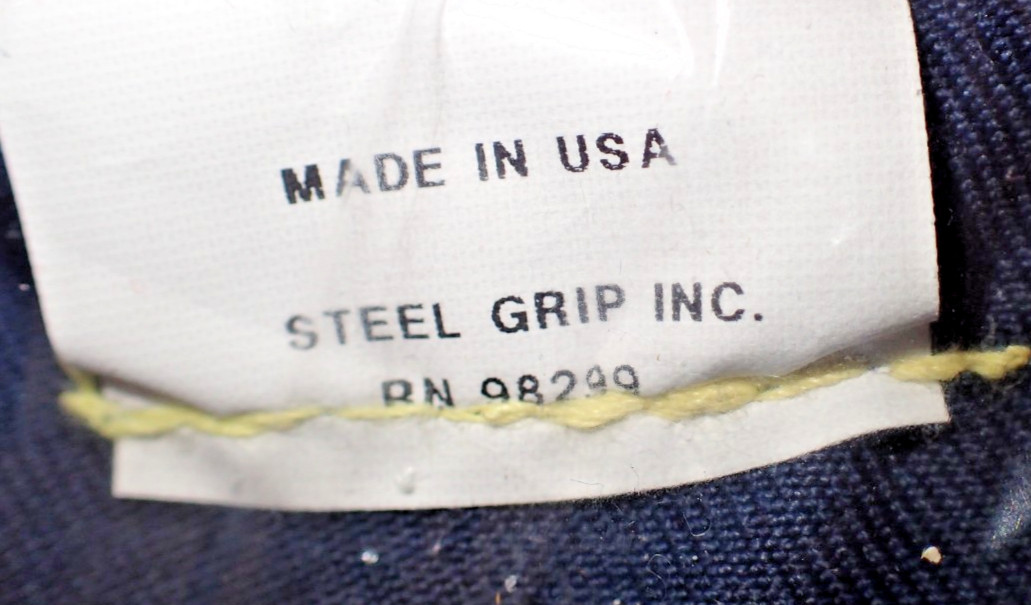 MADE IN USA
STEEL GRIP INC.
RN 98299